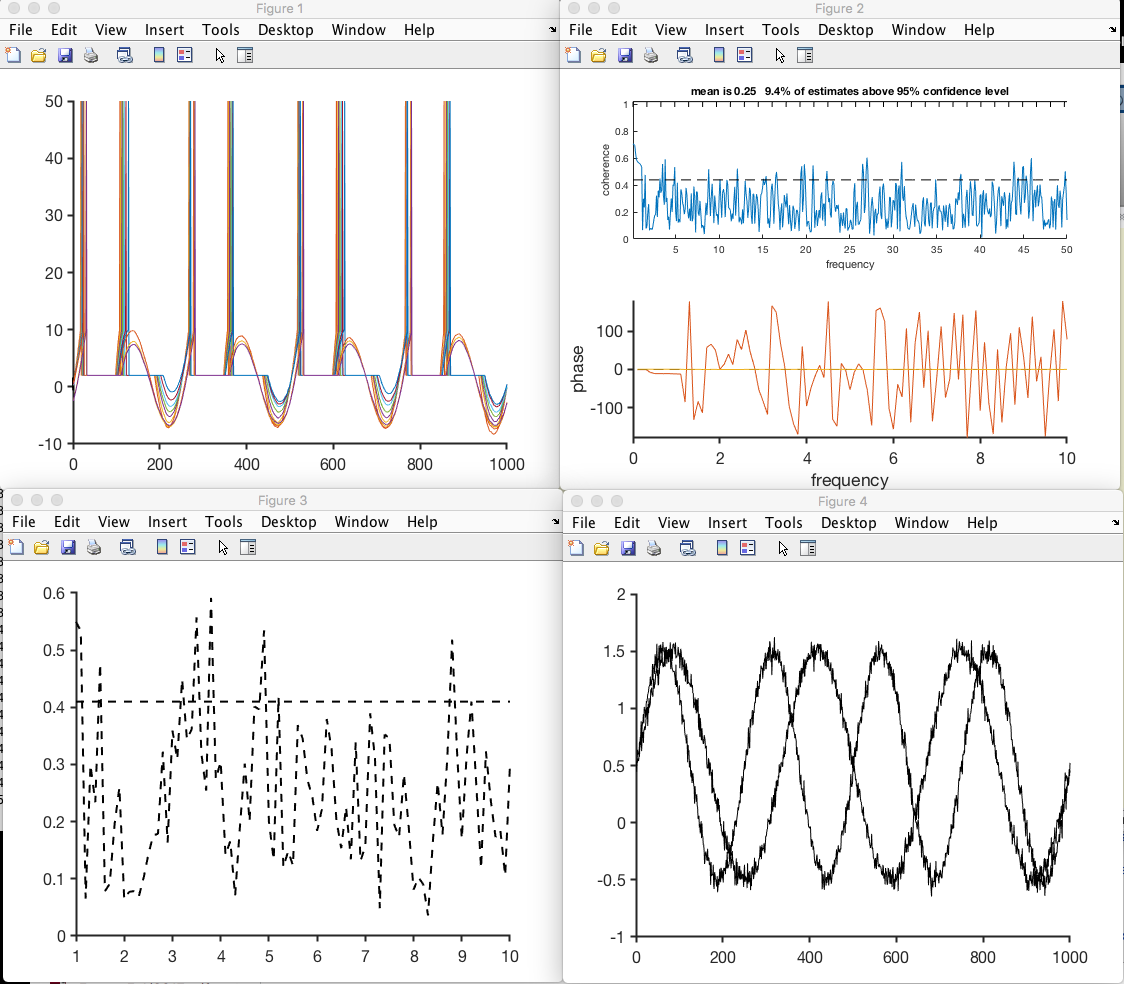 Figure 1
File Edit View Insert Tools Desktop Window Help
50
40
30
20
10
0
-10
0 200 400 600 800 1000
Figure 2
File Edit View Insert Tools Desktop Window Help
mean is 0.25 9.4% of estimates above 95% confidence level
1
0.8
0.6
0.4
0.2
0
coherence
5 10 15 20 25 30 35 40 45 50
frequency
100
0
-100
phase
0 2 4 6 8 10
frequency
Figure 3
File Edit View Insert Tools Desktop Window Help
0.6
0.5
0.4
0.3
0.2
0.1
0
1 2 3 4 5 6 7 8 9 10
Figure 4
File Edit View Insert Tools Desktop Window Help
2
1.5
1
0.5
0
-0.5
-1
0 200 400 600 800 1000